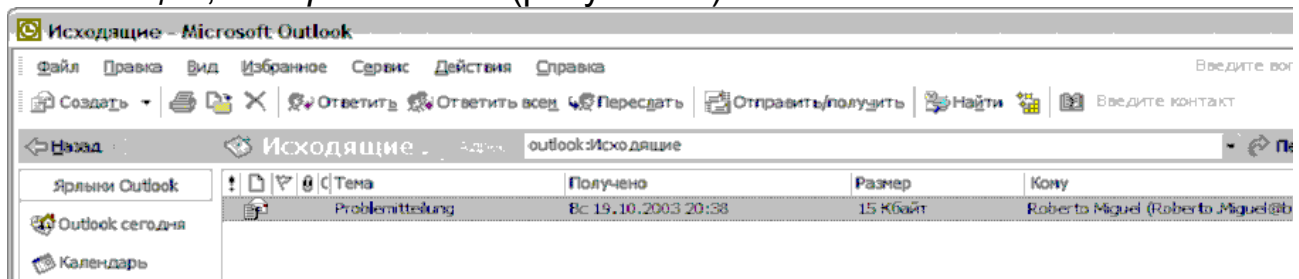 Исходящие - Microsoft Outlook
Файл Правка Вид Избранное Сервис Действия Справка Введите воп
Создать Ответить Ответить всем Переслать Отправить/получить Найти Введите контакт
Назад Исходящие Адрес outlook:Исходящие
Ярлыки Outlook ! С Тема Получено Размер Кому
Problemitteilung Вс 19.10.2003 20:38 15 Кбайт Roberto Miguel (Roberto.Miguel@b
Outlook сегодня
Календарь